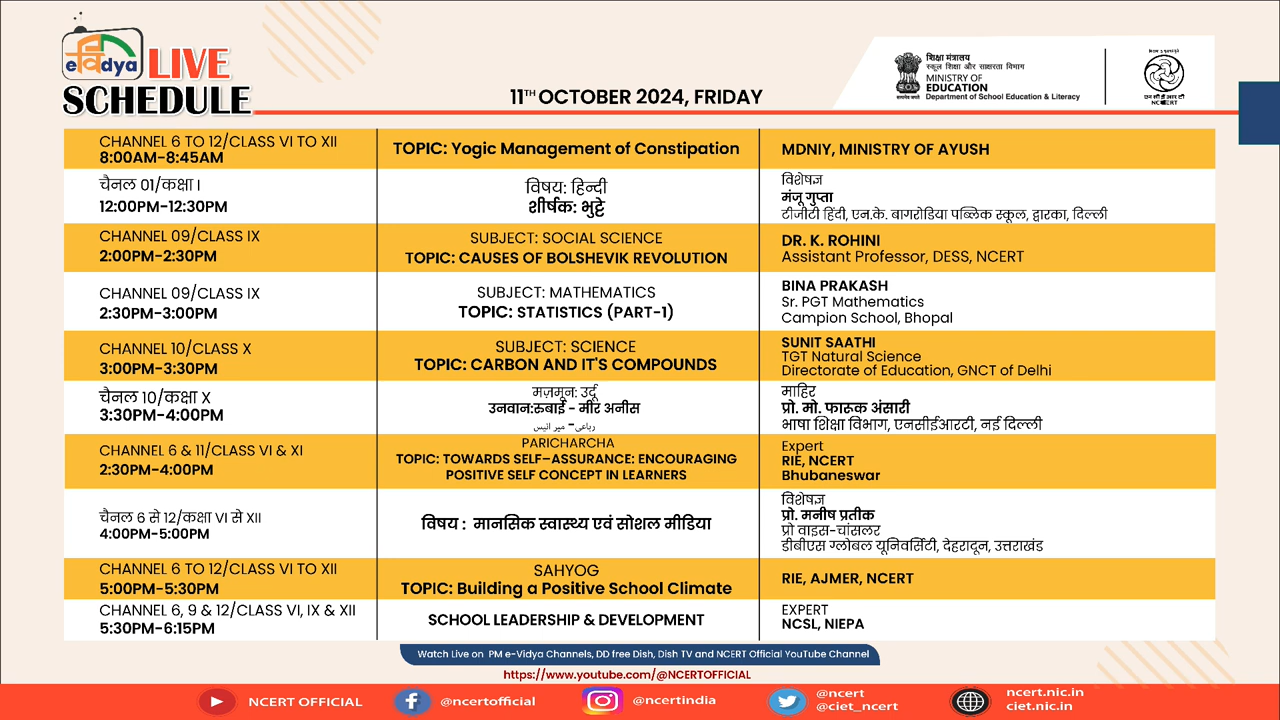 eVidya LIVE
SCHEDULE
11TH OCTOBER 2024, FRIDAY
शिक्षा मंत्रालय
स्कूल शिक्षा और साक्षरता विभाग
MINISTRY OF
EDUCATION
Department of School Education & Literacy
सत्यमेव जयते
एन सी ई आर टी
NCERT
CHANNEL 6 TO 12/CLASS VI TO XII
8:00AM-8:45AM
TOPIC: Yogic Management of Constipation
MDNIY, MINISTRY OF AYUSH
चैनल 01/कक्षा I
12:00PM-12:30PM
विषय: हिन्दी
शीर्षक: भुट्टे
विशेषज्ञ
मंजू गुप्ता
टीजीटी हिंदी, एन.के. बागरोडिया पब्लिक स्कूल, द्वारका, दिल्ली
CHANNEL 09/CLASS IX
2:00PM-2:30PM
SUBJECT: SOCIAL SCIENCE
TOPIC: CAUSES OF BOLSHEVIK REVOLUTION
DR. K. ROHINI
Assistant Professor, DESS, NCERT
CHANNEL 09/CLASS IX
2:30PM-3:00PM
SUBJECT: MATHEMATICS
TOPIC: STATISTICS (PART-1)
BINA PRAKASH
Sr. PGT Mathematics
Campion School, Bhopal
CHANNEL 10/CLASS X
3:00PM-3:30PM
SUBJECT: SCIENCE
TOPIC: CARBON AND IT'S COMPOUNDS
SUNIT SAATHI
TGT Natural Science
Directorate of Education, GNCT of Delhi
चैनल 10/कक्षा X
3:30PM-4:00PM
मज़मून: उर्दू
उनवान:रुबाई - मीर अनीस
رباعی - میر انیس
माहिर
प्रो. मो. फारूक अंसारी
भाषा शिक्षा विभाग, एनसीईआरटी, नई दिल्ली
CHANNEL 6 & 11/CLASS VI & XI
2:30PM-4:00PM
PARICHARCHA
TOPIC: TOWARDS SELF-ASSURANCE: ENCOURAGING
POSITIVE SELF CONCEPT IN LEARNERS
Expert
RIE, NCERT
Bhubaneswar
चैनल 6 से 12/कक्षा VI से XII
4:00PM-5:00PM
विषय : मानसिक स्वास्थ्य एवं सोशल मीडिया
विशेषज्ञ
प्रो. मनीष प्रतीक
प्रो वाइस-चांसलर
डीबीएस ग्लोबल यूनिवर्सिटी, देहरादून, उत्तराखंड
CHANNEL 6 TO 12/CLASS VI TO XII
5:00PM-5:30PM
SAHYOG
TOPIC: Building a Positive School Climate
RIE, AJMER, NCERT
CHANNEL 6, 9 & 12/CLASS VI, IX & XII
5:30PM-6:15PM
SCHOOL LEADERSHIP & DEVELOPMENT
EXPERT
NCSL, NIEPA
Watch Live on PM e-Vidya Channels, DD free Dish, Dish TV and NCERT Official YouTube Channel
https://www.youtube.com/@NCERTOFFICIAL
NCERT OFFICIAL
@ncertofficial
@ncertindia
@ncert
@ciet_ncert
ncert.nic.in
ciet.nic.in